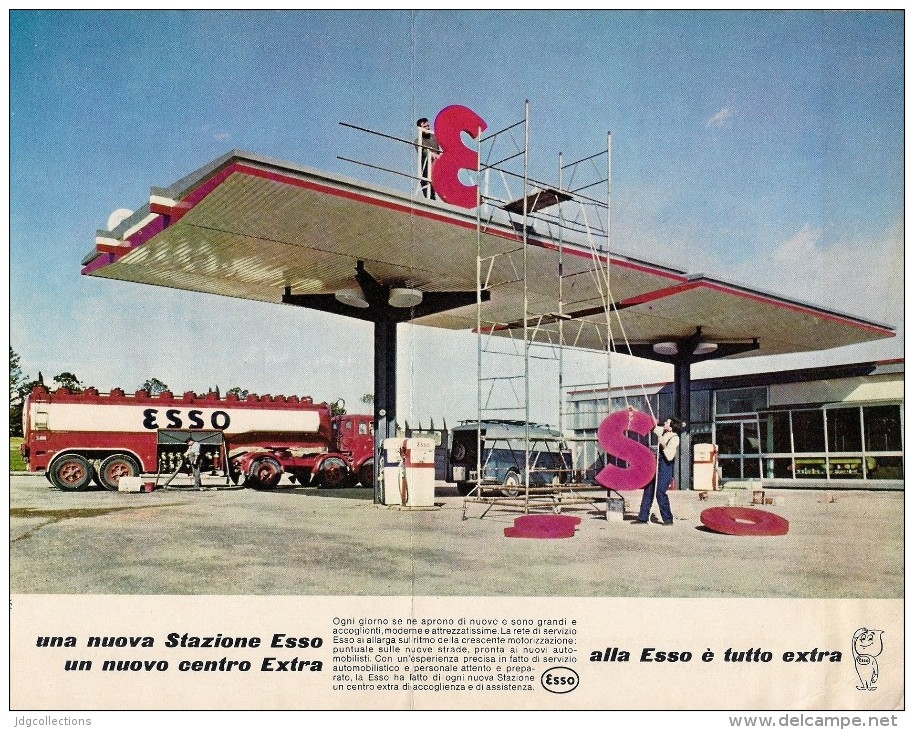 ε
ESSO
S
una nuova Stazione Esso
un nuovo centro Extra
Ogni giorno se ne aprono di nuovo e sono grandi e
accoglienti, moderne e attrezzatissime. La rete di servizio
Esso si allarga sul ritmo della crescente motorizzazione:
puntuale sulle nuove strade, pronta ai nuovi auto-
mobilisti. Con un'esperienza precisa in fatto di servizio
automobilistico e personale attento e prepa-
rato, la Esso ha fatto di ogni nuova Stazione
un centro extra di accoglienza e di assistenza.
Esso
alla Esso è tutto extra
jdgcollections
www.delcampe.net